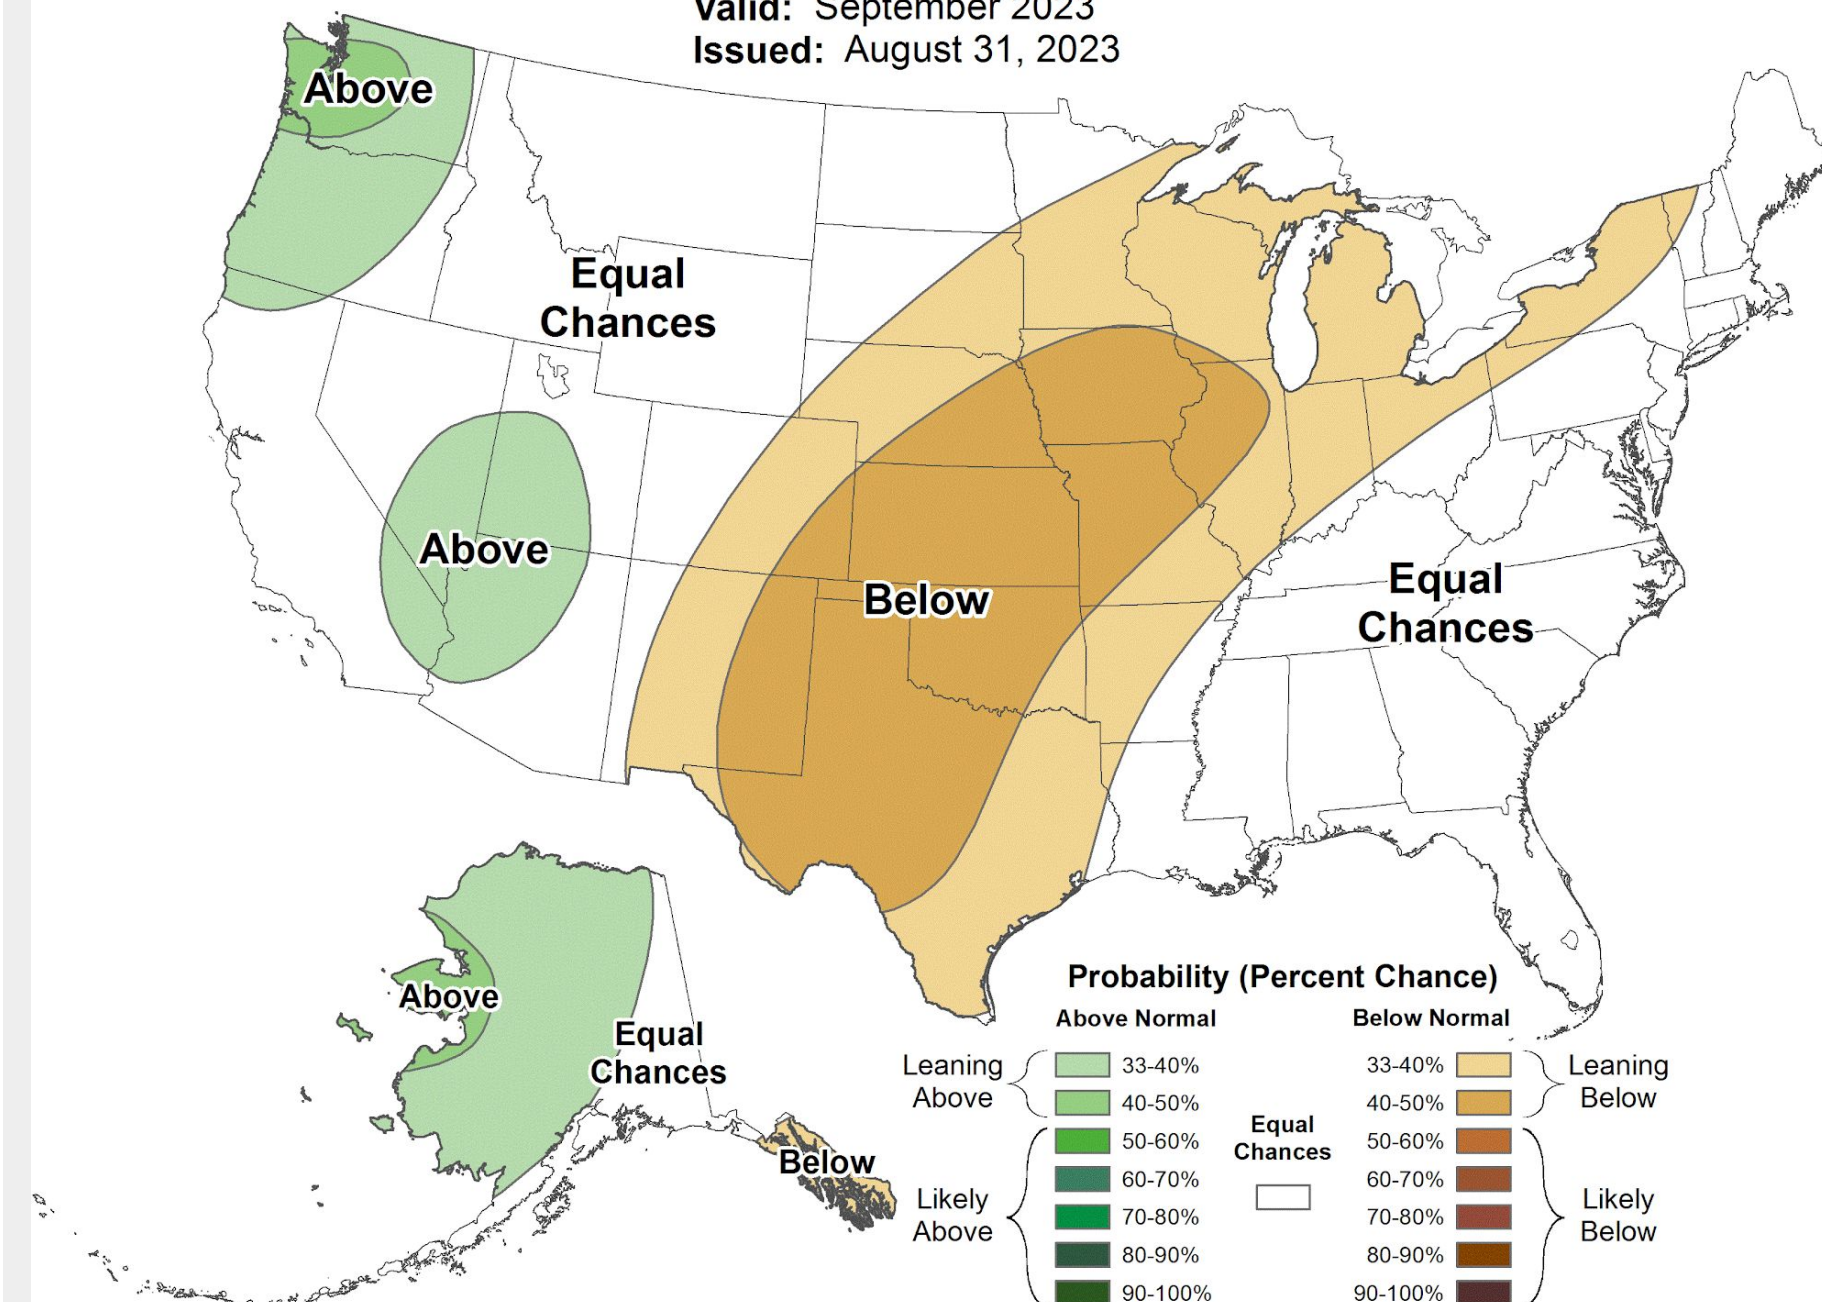 Valid: September 2023
Issued: August 31, 2023
Above
Equal
Chances
Above
Below
Equal
Chances
Above
Equal
Chances
Below
Probability (Percent Chance)
Above Normal
Below Normal
Leaning
Above
33-40%
40-50%
Likely
Above
50-60%
60-70%
70-80%
80-90%
90-100%
Equal
Chances
33-40%
40-50%
Leaning
Below
50-60%
60-70%
70-80%
80-90%
90-100%
Likely
Below